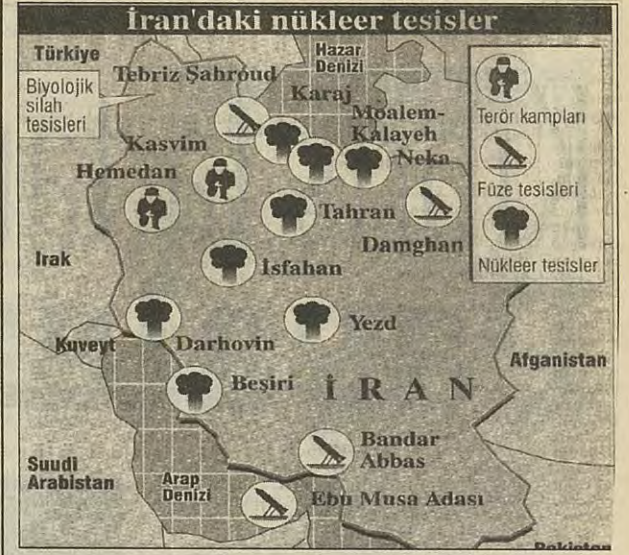 İran'daki nükleer tesisler
Türkiye
Hazar
Denizi
Biyolojik
silah
tesisleri
Tebriz Şahroud
Karaj
Moalem-
Kalayeh
Neka
Kasvim
Hemedan
Tahran
Damghan
Irak
İsfahan
Kuveyt
Darhovin
Yezd
Afganistan
Beşiri
İRAN
Suudi
Arabistan
Arap
Denizi
Bandar
Abbas
Ebu Musa Adası
Pakistan
Terör kampları
Füze tesisleri
Nükleer tesisler